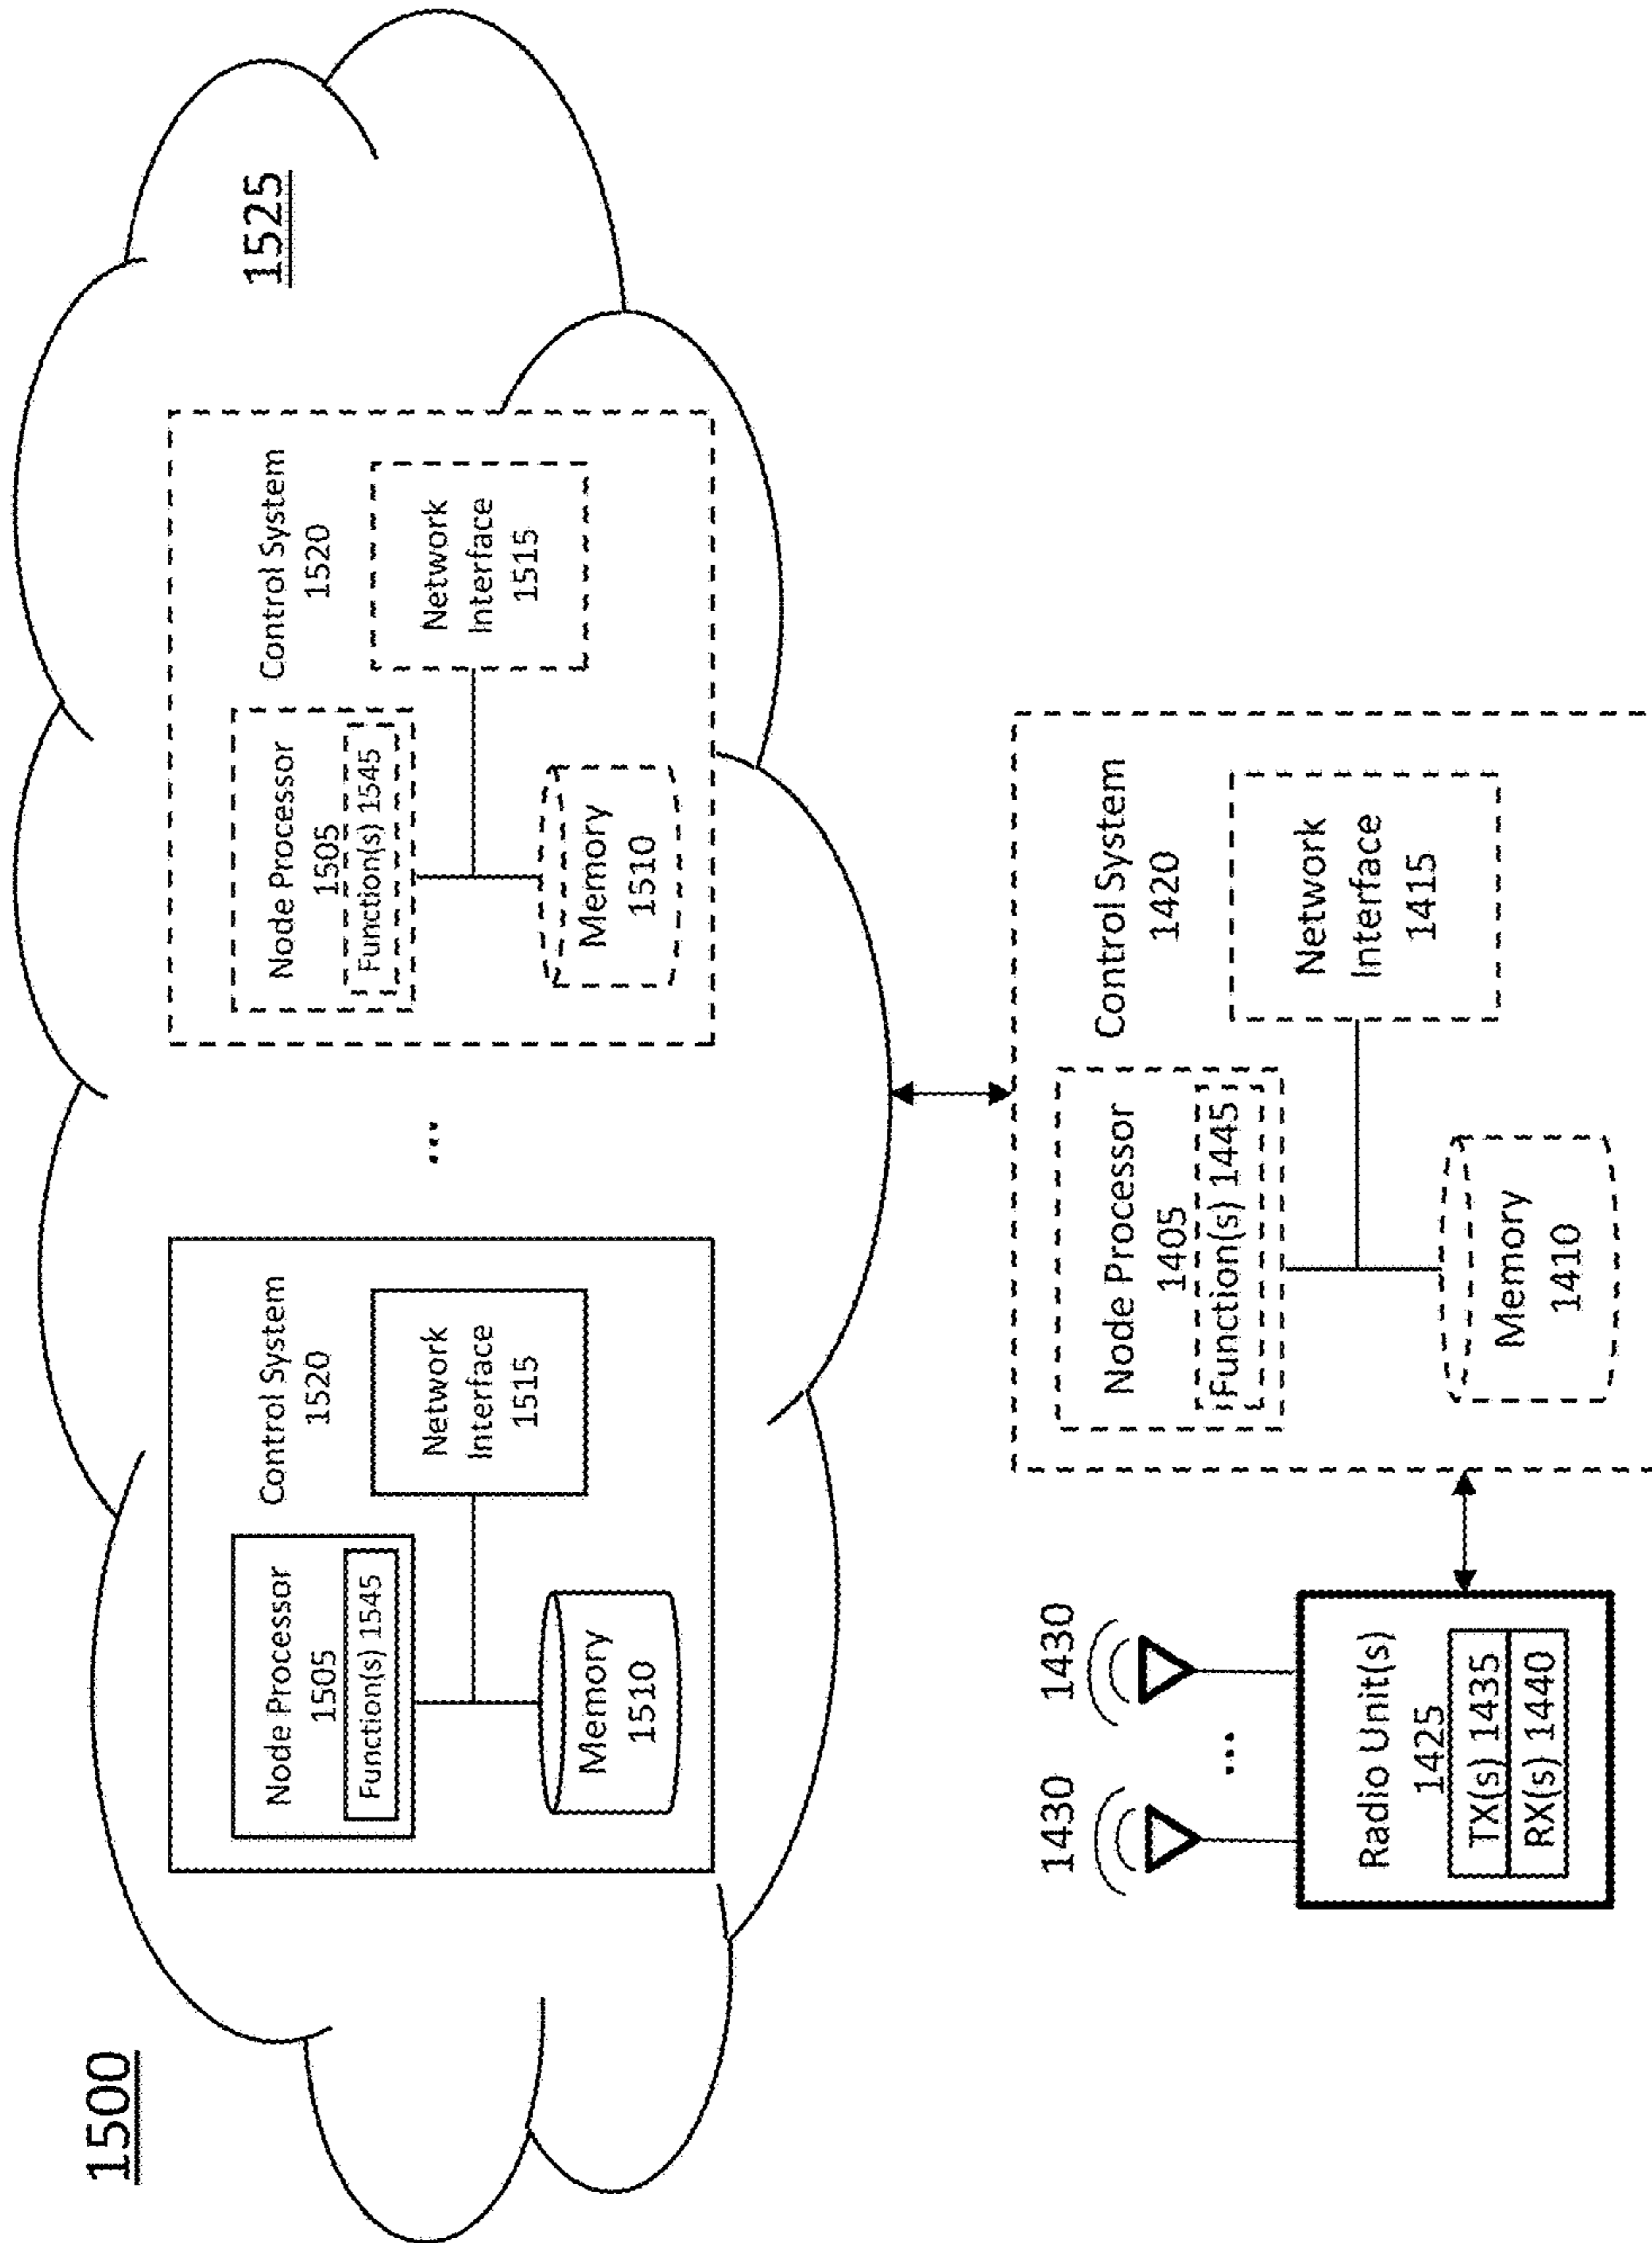 1500
1525
Control System
1520
Node Processor
1505
Function(s) 1545
Network
Interface
1515
Memory
1510
...
Control System
1520
Node Processor
1505
Function(s) 1545
Network
Interface
1515
Memory
1510
1430
1430
...
Radio Unit(s)
1425
TX(s) 1435
RX(s) 1440
Control System
1420
Node Processor
1405
Function(s) 1445
Network
Interface
1415
Memory
1410